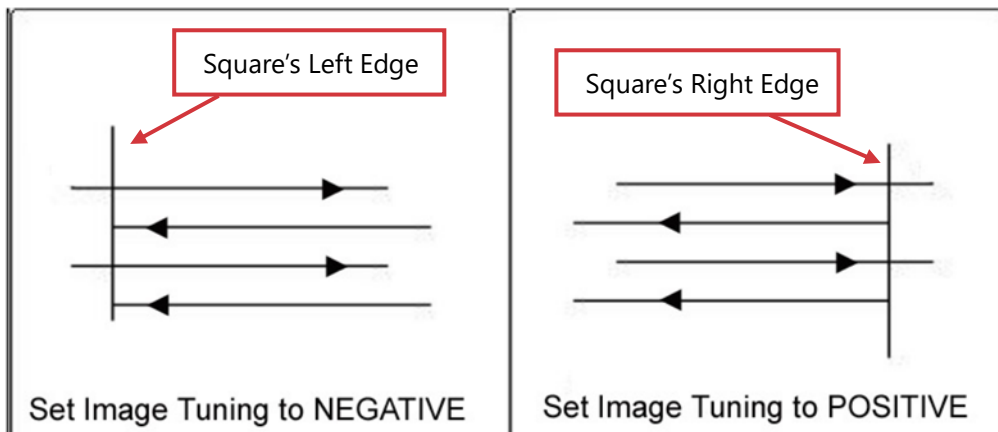 Square’s Left Edge
Set Image Tuning to NEGATIVE
Square’s Right Edge
Set Image Tuning to POSITIVE